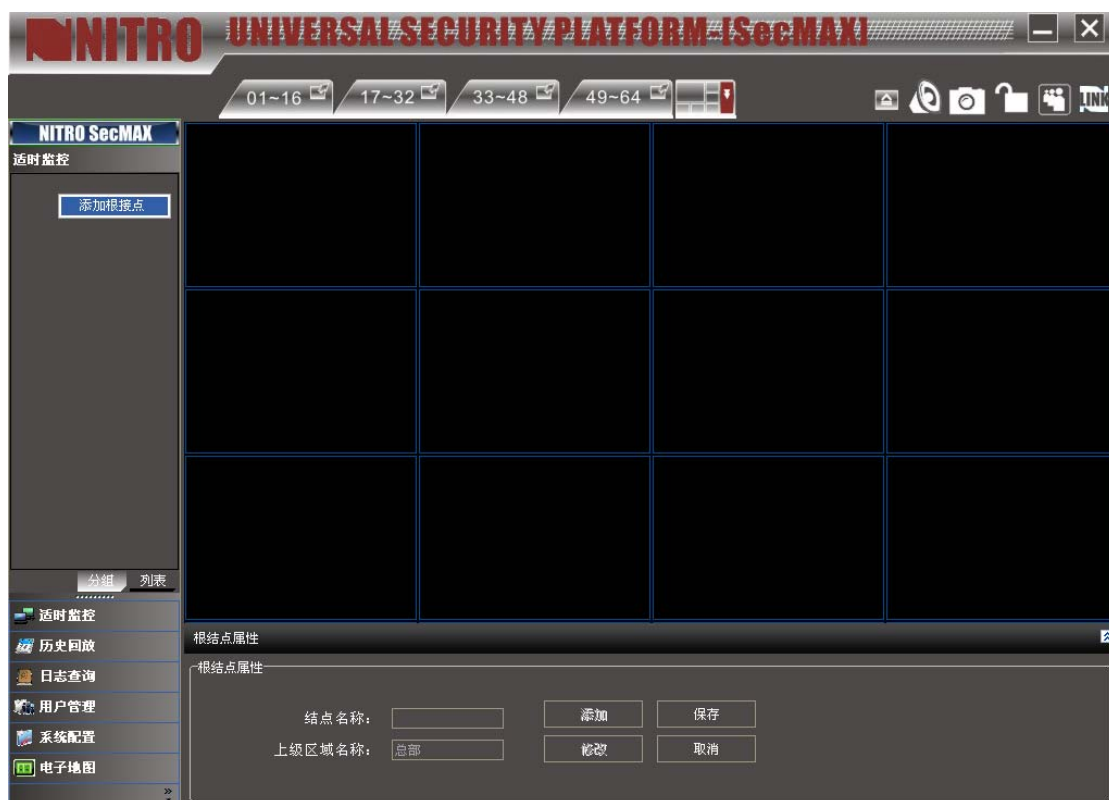 NITRO UNIVERSAL SECURITY PLATFORM-[SecMAX]
01~16 17~32 33~48 49~64
NITRO SecMAX
适时监控
添加根接点
分组 列表
适时监控
历史回放
日志查询
用户管理
系统配置
电子地图
根结点属性
根结点属性
结点名称: 添加 保存
上级区域名称: 总部 修改 取消